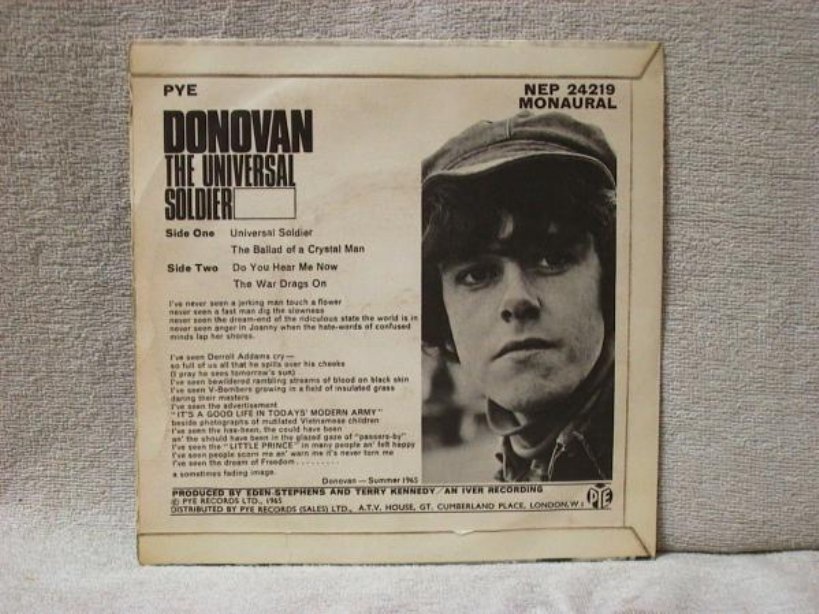 PYE
NEP 24219
MONAURAL
DONOVAN
THE UNIVERSAL
SOLDIER
Side One Universal Soldier
The Ballad of a Crystal Man
Side Two Do You Hear Me Now
The War Drags On
I've never seen a jerking man touch a flower
never seen a fast man dig the slowness
never seen the dream-end of the ridiculous state the world is in
never seen anger in Joanny when the hate-words of confused
minds lap her shores.
I've seen Derroll Addams cry—
so full of us all that he spills over his cheeks
(I pray he sees tomorrow's sun)
I've seen bewildered rambling streams of blood on black skin
I've seen V-Bombers growing in a field of insulated grass
daring their masters
I've seen the advertisement
"IT'S A GOOD LIFE IN TODAYS' MODERN ARMY"
beside photographs of mutilated Vietnamese children
I've seen the has-been, the could have been
an' the should have been in the glazed gaze of "passers-by"
I've seen the "LITTLE PRINCE" in many people an' felt happy
I've seen people scorn me an' warn me it's never torn me
I've seen the dream of Freedom.........
a sometimes fading image.
Donovan — Summer 1965
PRODUCED BY EDEN-STEPHENS AND TERRY KENNEDY/AN IVER RECORDING
© PYE RECORDS LTD., 1965
DISTRIBUTED BY PYE RECORDS (SALES) LTD., A.T.V. HOUSE, GT. CUMBERLAND PLACE, LONDON, W.1
PYE